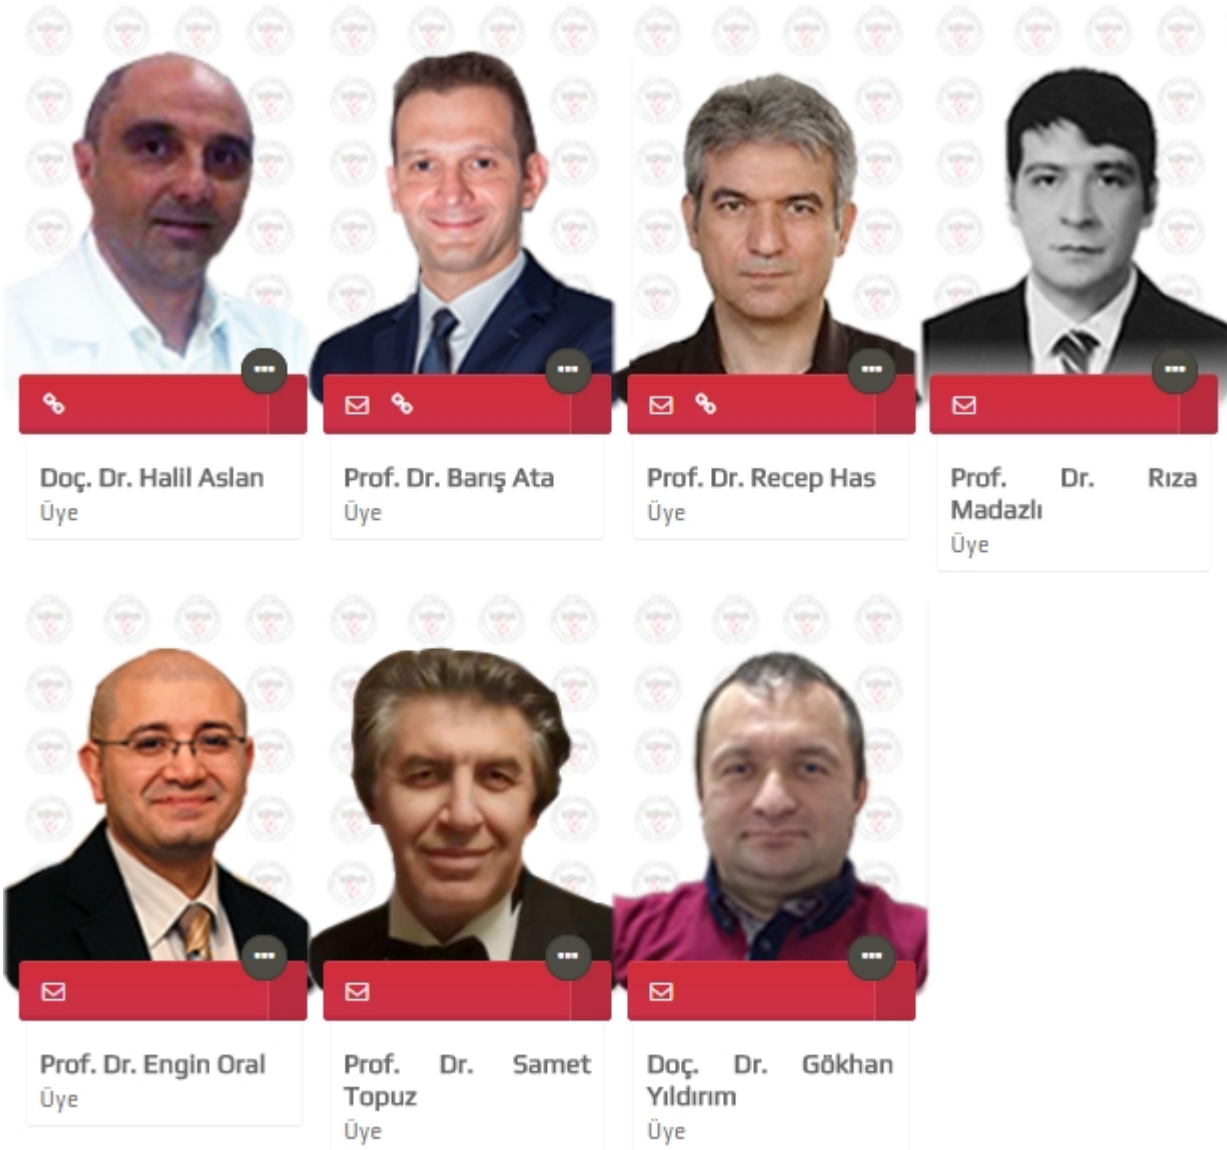 Doç. Dr. Halil Aslan
Üye
Prof. Dr. Barış Ata
Üye
Prof. Dr. Recep Has
Üye
Prof. Dr. Rıza
Madazlı
Üye
Prof. Dr. Engin Oral
Üye
Prof. Dr. Samet
Topuz
Üye
Doç. Dr. Gökhan
Yıldırım
Üye